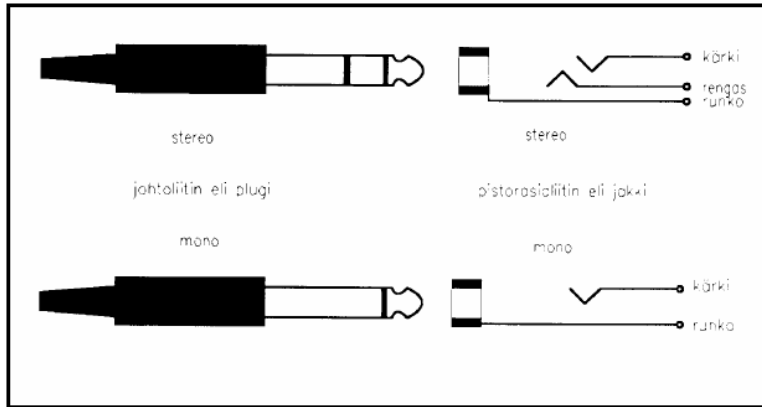 kärki
rengas
runko
stereo stereo
johtoliitin eli plugi pistorasialiitin eli jakki
mono mono
kärki
runko